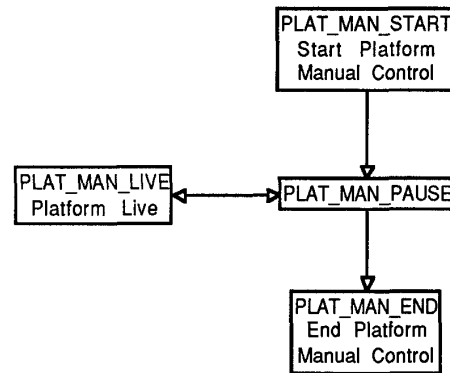 PLAT_MAN_START
Start Platform
Manual Control
PLAT_MAN_LIVE
Platform Live
PLAT_MAN_PAUSE
PLAT_MAN_END
End Platform
Manual Control